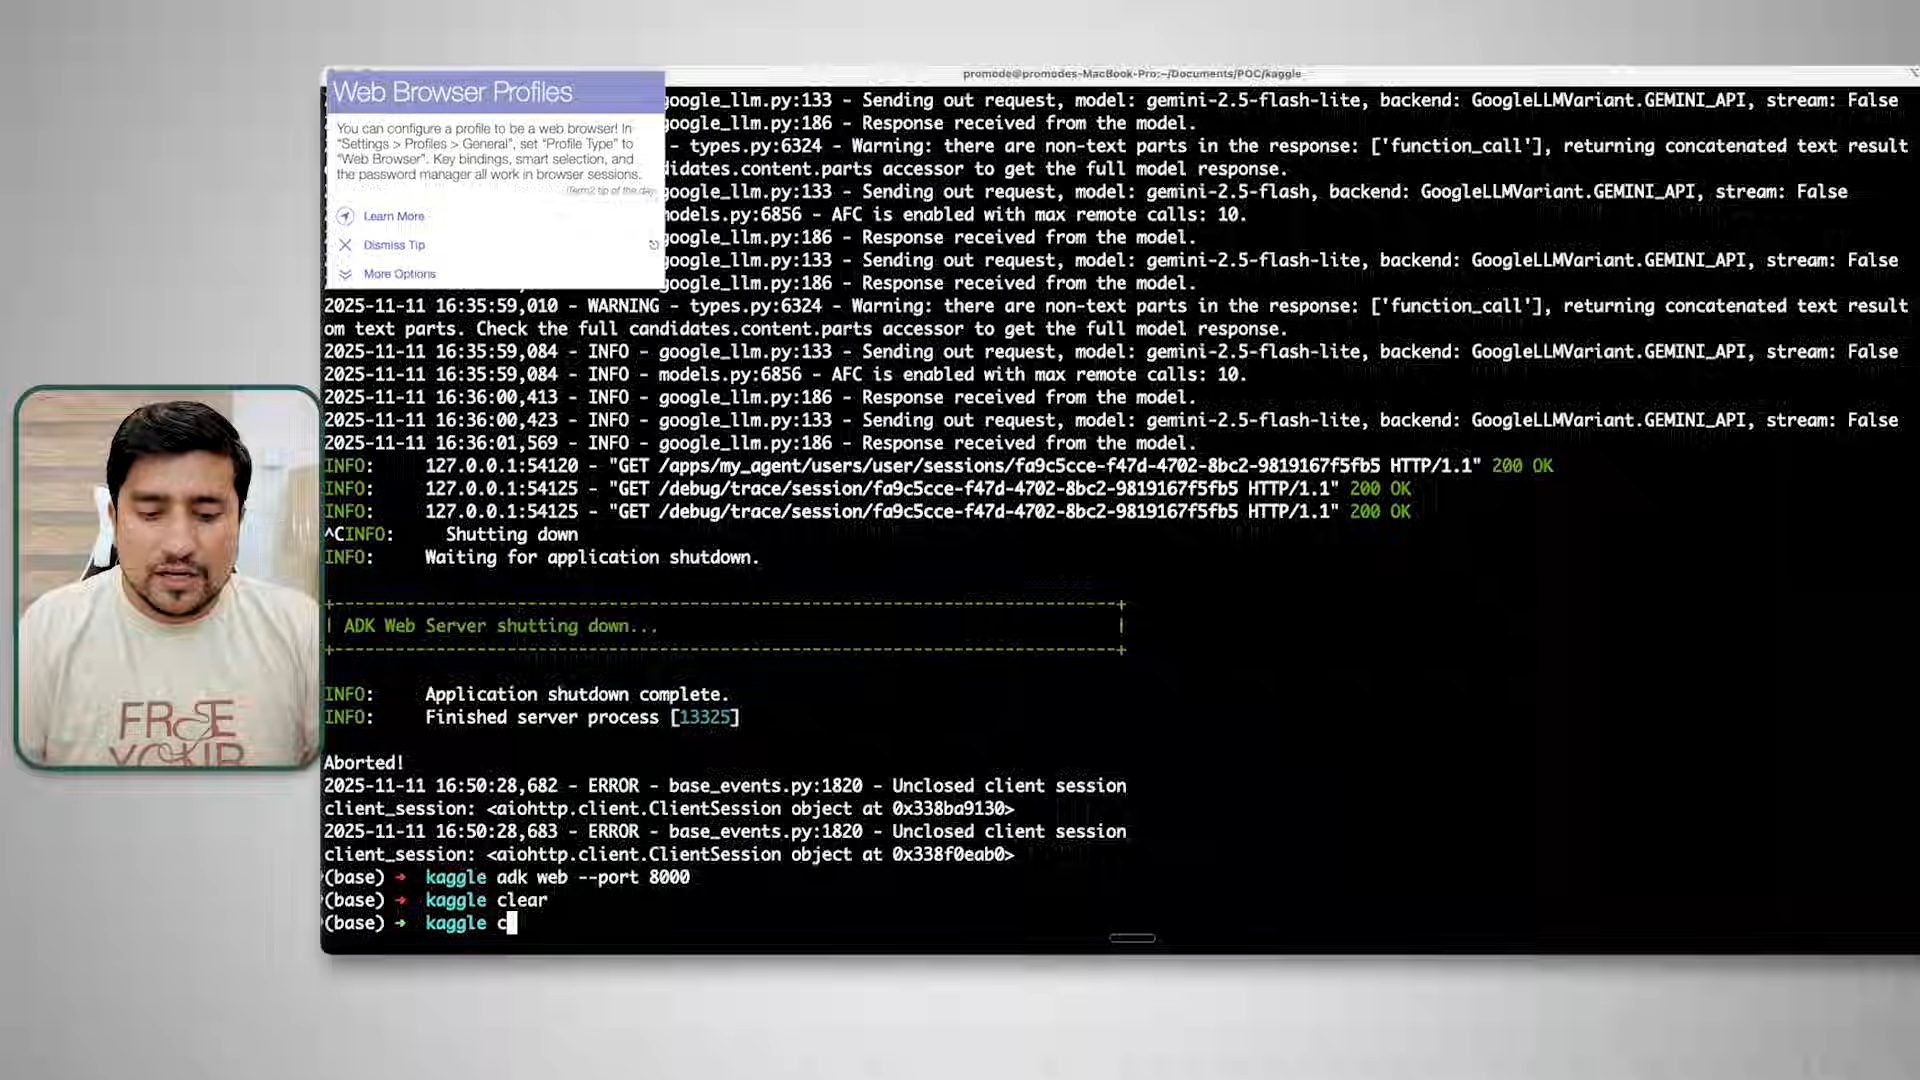 promode@promodes-MacBook-Pro:~/Documents/POC/kaggle
Web Browser Profiles
You can configure a profile to be a web browser! In
"Settings > Profiles > General", set "Profile Type" to
"Web Browser". Key bindings, smart selection, and
the password manager all work in browser sessions.
iTerm2 tip of the day
Learn More
Dismiss Tip
More Options
google_llm.py:133 - Sending out request, model: gemini-2.5-flash-lite, backend: GoogleLLMVariant.GEMINI_API, stream: False
google_llm.py:186 - Response received from the model.
- types.py:6324 - Warning: there are non-text parts in the response: ['function_call'], returning concatenated text result
didates.content.parts accessor to get the full model response.
google_llm.py:133 - Sending out request, model: gemini-2.5-flash, backend: GoogleLLMVariant.GEMINI_API, stream: False
models.py:6856 - AFC is enabled with max remote calls: 10.
google_llm.py:186 - Response received from the model.
google_llm.py:133 - Sending out request, model: gemini-2.5-flash-lite, backend: GoogleLLMVariant.GEMINI_API, stream: False
google_llm.py:186 - Response received from the model.
2025-11-11 16:35:59,010 - WARNING - types.py:6324 - Warning: there are non-text parts in the response: ['function_call'], returning concatenated text result
om text parts. Check the full candidates.content.parts accessor to get the full model response.
2025-11-11 16:35:59,084 - INFO - google_llm.py:133 - Sending out request, model: gemini-2.5-flash-lite, backend: GoogleLLMVariant.GEMINI_API, stream: False
2025-11-11 16:35:59,084 - INFO - models.py:6856 - AFC is enabled with max remote calls: 10.
2025-11-11 16:36:00,413 - INFO - google_llm.py:186 - Response received from the model.
2025-11-11 16:36:00,423 - INFO - google_llm.py:133 - Sending out request, model: gemini-2.5-flash-lite, backend: GoogleLLMVariant.GEMINI_API, stream: False
2025-11-11 16:36:01,569 - INFO - google_llm.py:186 - Response received from the model.
INFO: 127.0.0.1:54120 - "GET /apps/my_agent/users/user/sessions/fa9c5cce-f47d-4702-8bc2-9819167f5fb5 HTTP/1.1" 200 OK
INFO: 127.0.0.1:54125 - "GET /debug/trace/session/fa9c5cce-f47d-4702-8bc2-9819167f5fb5 HTTP/1.1" 200 OK
INFO: 127.0.0.1:54125 - "GET /debug/trace/session/fa9c5cce-f47d-4702-8bc2-9819167f5fb5 HTTP/1.1" 200 OK
^CINFO: Shutting down
INFO: Waiting for application shutdown.
ADK Web Server shutting down...
INFO: Application shutdown complete.
INFO: Finished server process [13325]
Aborted!
2025-11-11 16:50:28,682 - ERROR - base_events.py:1820 - Unclosed client session
client_session: <aiohttp.client.ClientSession object at 0x338ba9130>
2025-11-11 16:50:28,683 - ERROR - base_events.py:1820 - Unclosed client session
client_session: <aiohttp.client.ClientSession object at 0x338f0eab0>
(base) → kaggle adk web --port 8000
(base) → kaggle clear
(base) → kaggle c
FREE
YOUR